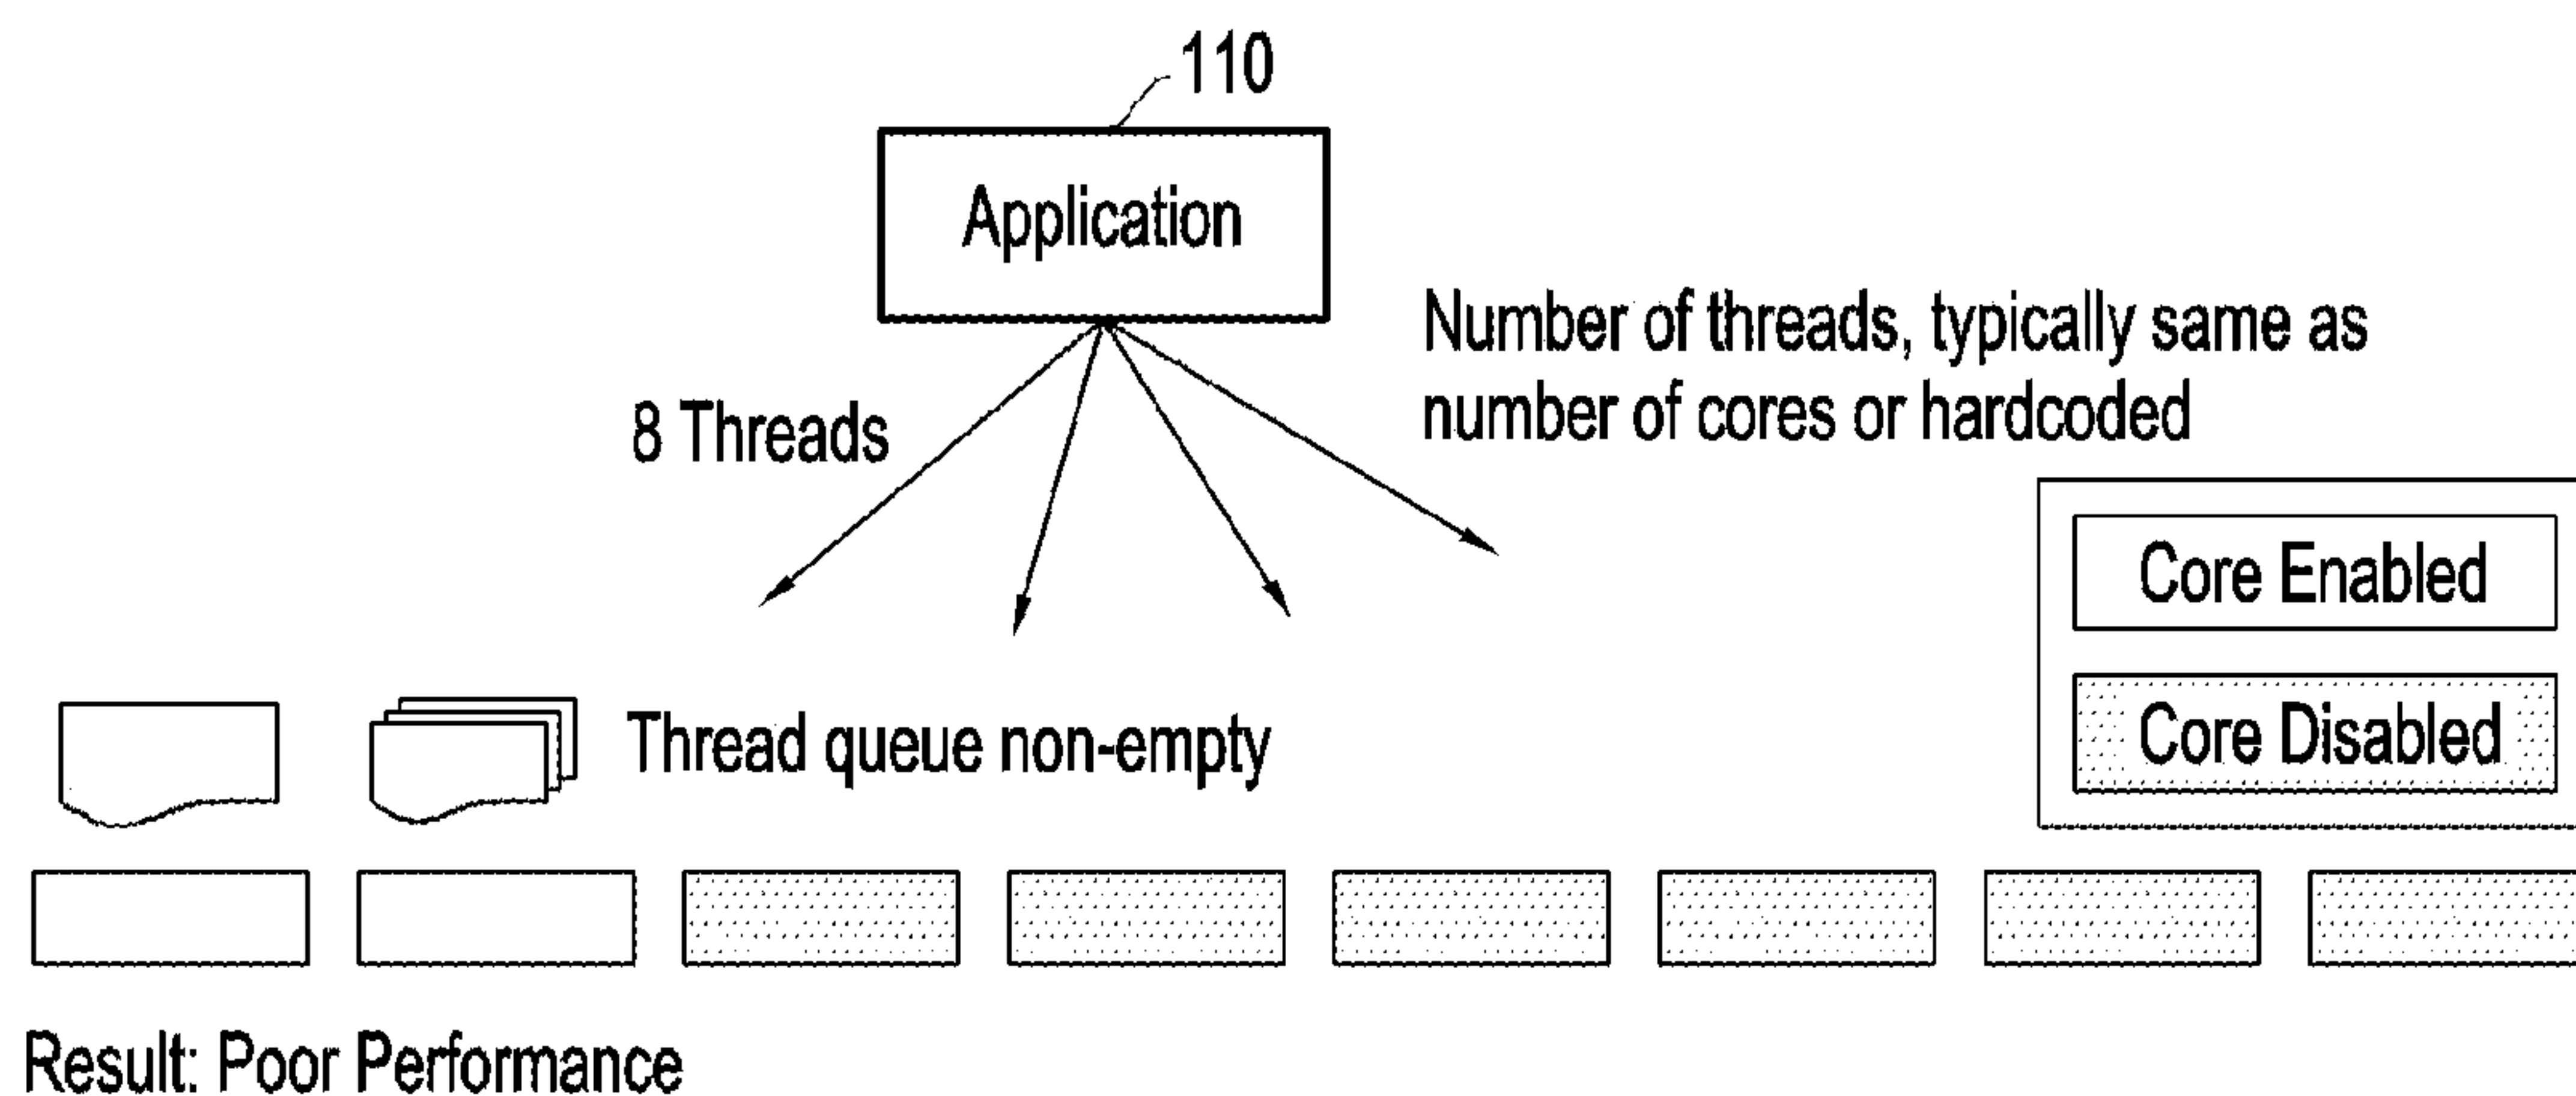 110
Application
Number of threads, typically same as
number of cores or hardcoded
8 Threads
Core Enabled
Core Disabled
Thread queue non-empty
Result: Poor Performance